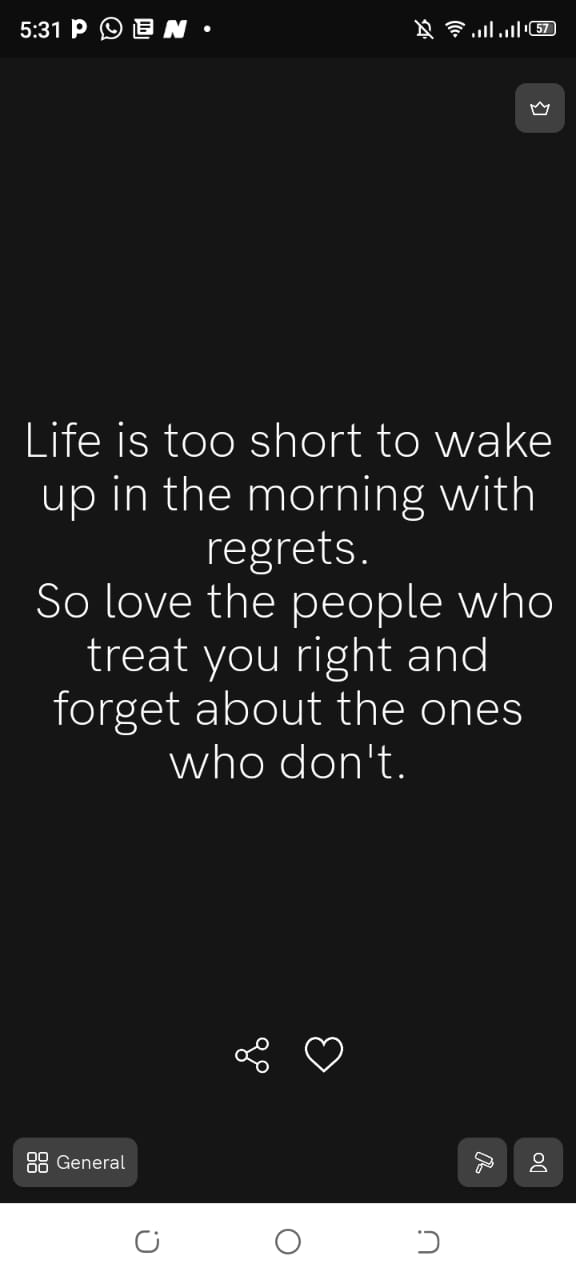 5:31
57
Life is too short to wake
up in the morning with
regrets.
So love the people who
treat you right and
forget about the ones
who don't.
General